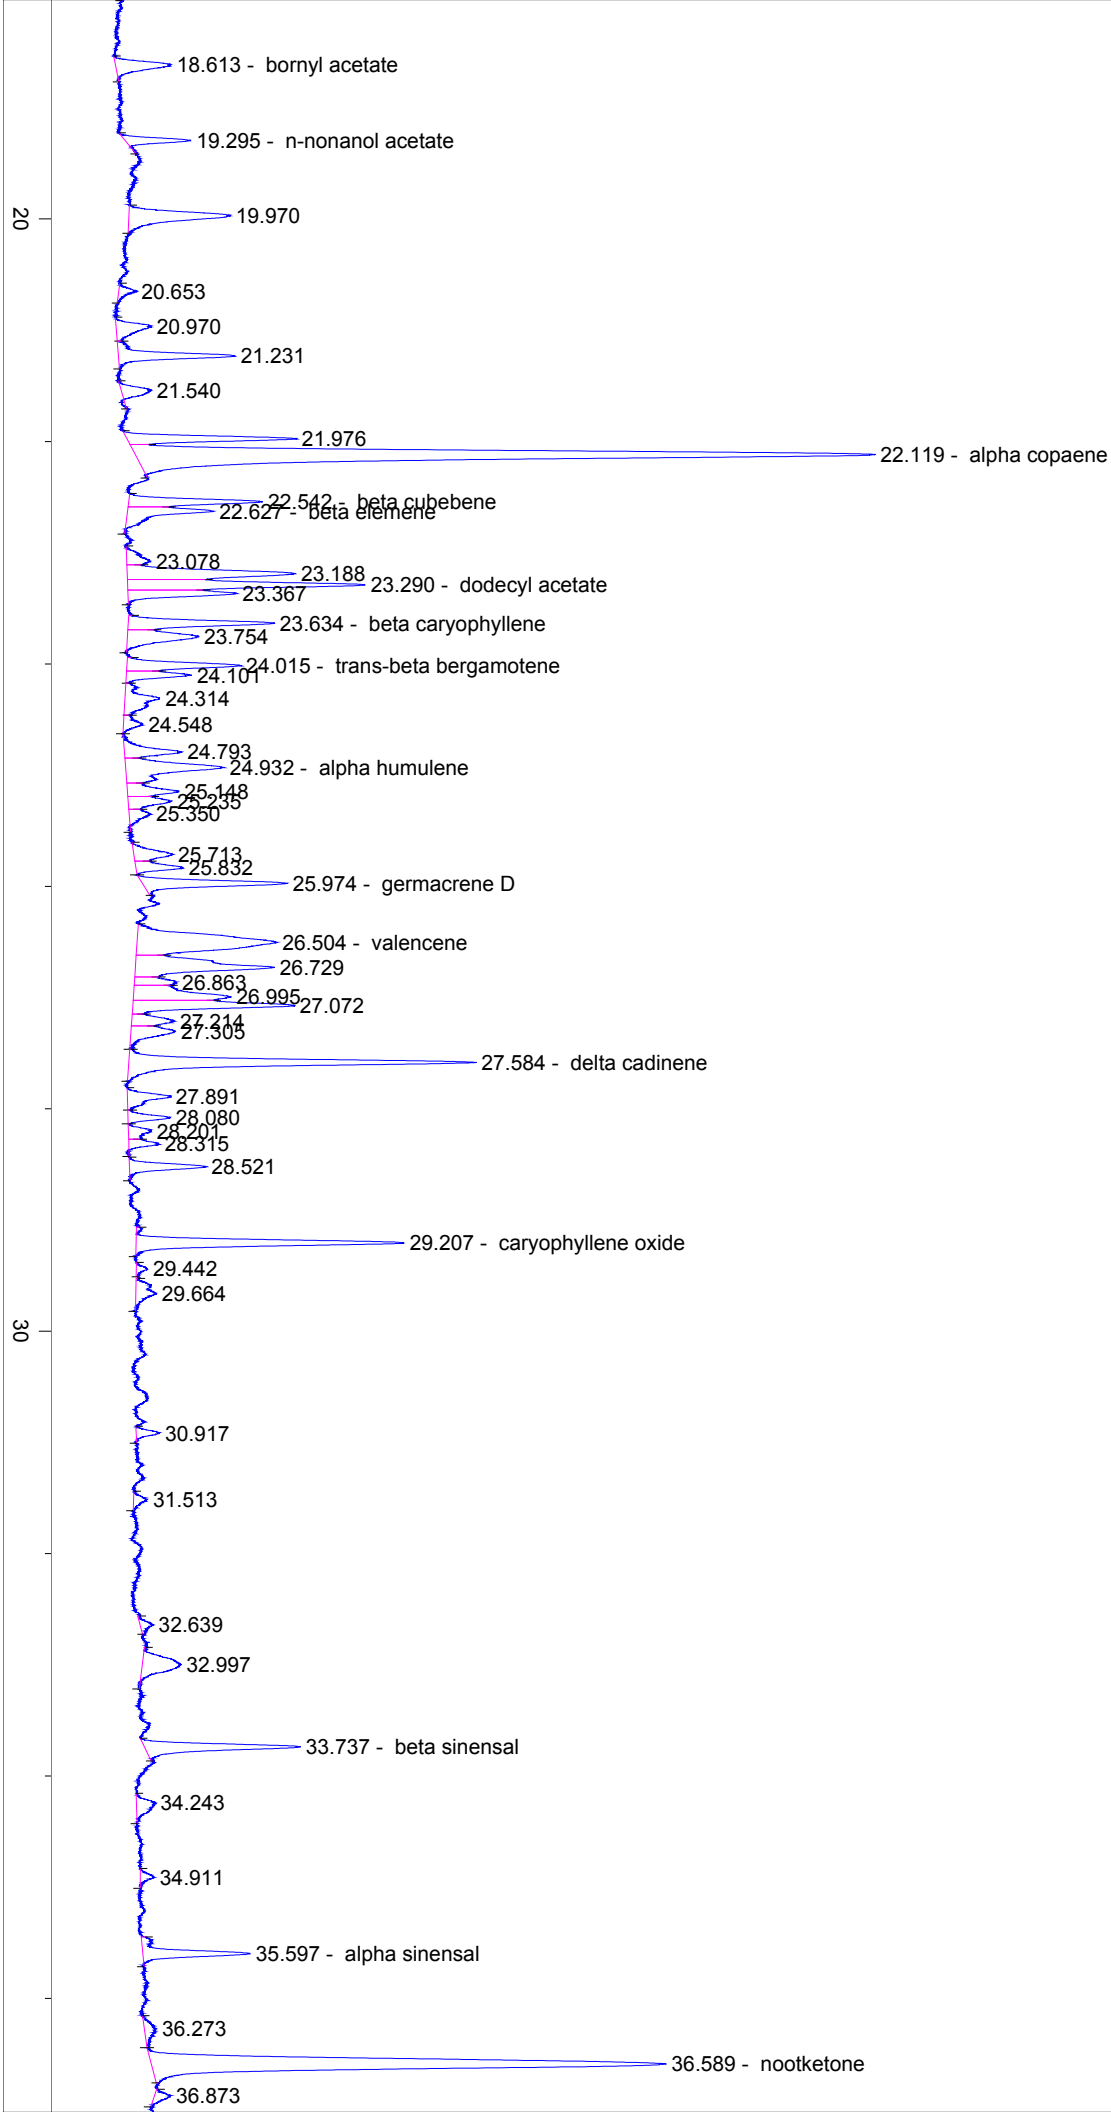 18.613 - bornyl acetate
19.295 - n-nonanol acetate
19.970
20
20.653
20.970
21.231
21.540
21.976
22.119 - alpha copaene
22.542 - beta cubebene
22.627 - beta elemene
23.078
23.188
23.290 - dodecyl acetate
23.367
23.634 - beta caryophyllene
23.754
24.015 - trans-beta bergamotene
24.101
24.314
24.548
24.793
24.932 - alpha humulene
25.148
25.235
25.350
25.713
25.832
25.974 - germacrene D
26.504 - valencene
26.729
26.863
26.995
27.072
27.214
27.305
27.584 - delta cadinene
27.891
28.080
28.201
28.315
28.521
29.207 - caryophyllene oxide
29.442
29.664
30
30.917
31.513
32.639
32.997
33.737 - beta sinensal
34.243
34.911
35.597 - alpha sinensal
36.273
36.589 - nootketone
36.873